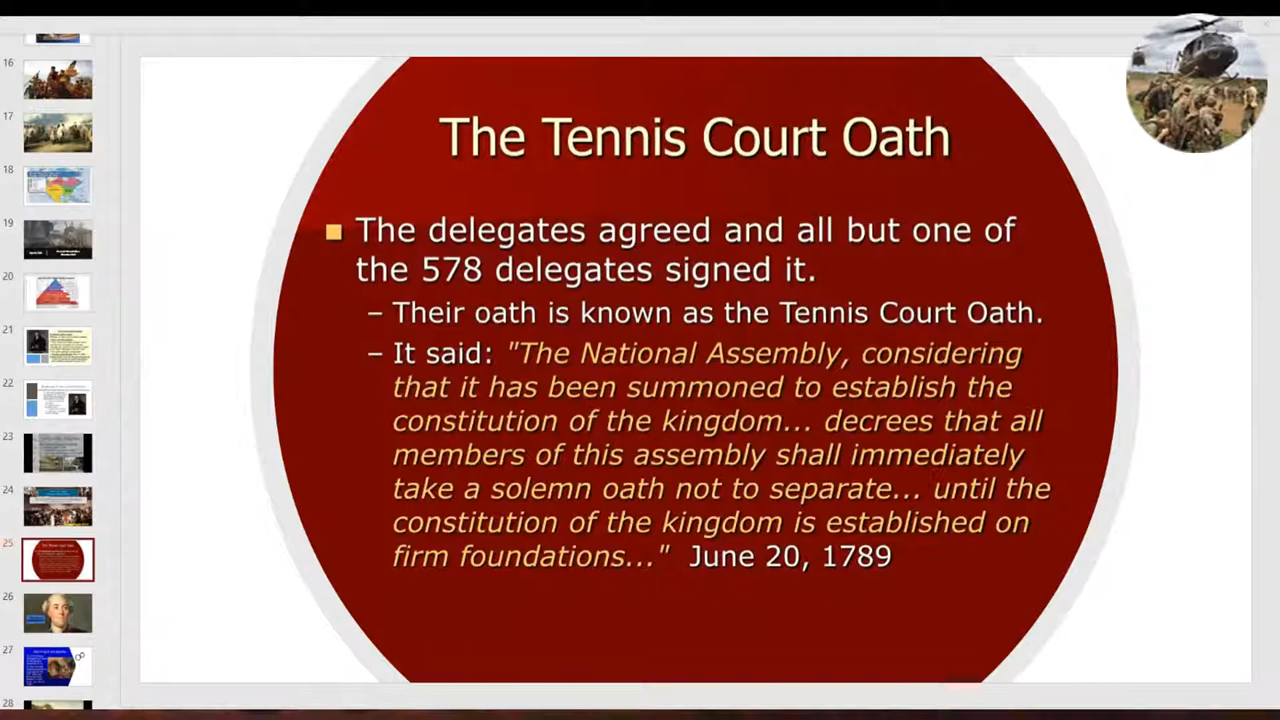 The Tennis Court Oath
■ The delegates agreed and all but one of
the 578 delegates signed it.
– Their oath is known as the Tennis Court Oath.
– It said: "The National Assembly, considering
that it has been summoned to establish the
constitution of the kingdom... decrees that all
members of this assembly shall immediately
take a solemn oath not to separate... until the
constitution of the kingdom is established on
firm foundations..." June 20, 1789
16
17
18
19
20
21
22
23
24
25
26
27
28